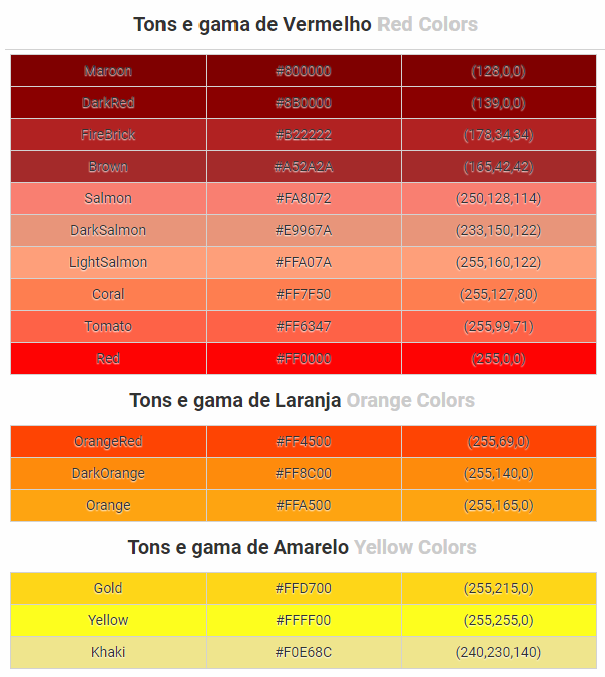 Tons e gama de Vermelho Red Colors
Maroon #800000 (128,0,0)
DarkRed #8B0000 (139,0,0)
FireBrick #B22222 (178,34,34)
Brown #A52A2A (165,42,42)
Salmon #FA8072 (250,128,114)
DarkSalmon #E9967A (233,150,122)
LightSalmon #FFA07A (255,160,122)
Coral #FF7F50 (255,127,80)
Tomato #FF6347 (255,99,71)
Red #FF0000 (255,0,0)
Tons e gama de Laranja Orange Colors
OrangeRed #FF4500 (255,69,0)
DarkOrange #FF8C00 (255,140,0)
Orange #FFA500 (255,165,0)
Tons e gama de Amarelo Yellow Colors
Gold #FFD700 (255,215,0)
Yellow #FFFF00 (255,255,0)
Khaki #F0E68C (240,230,140)